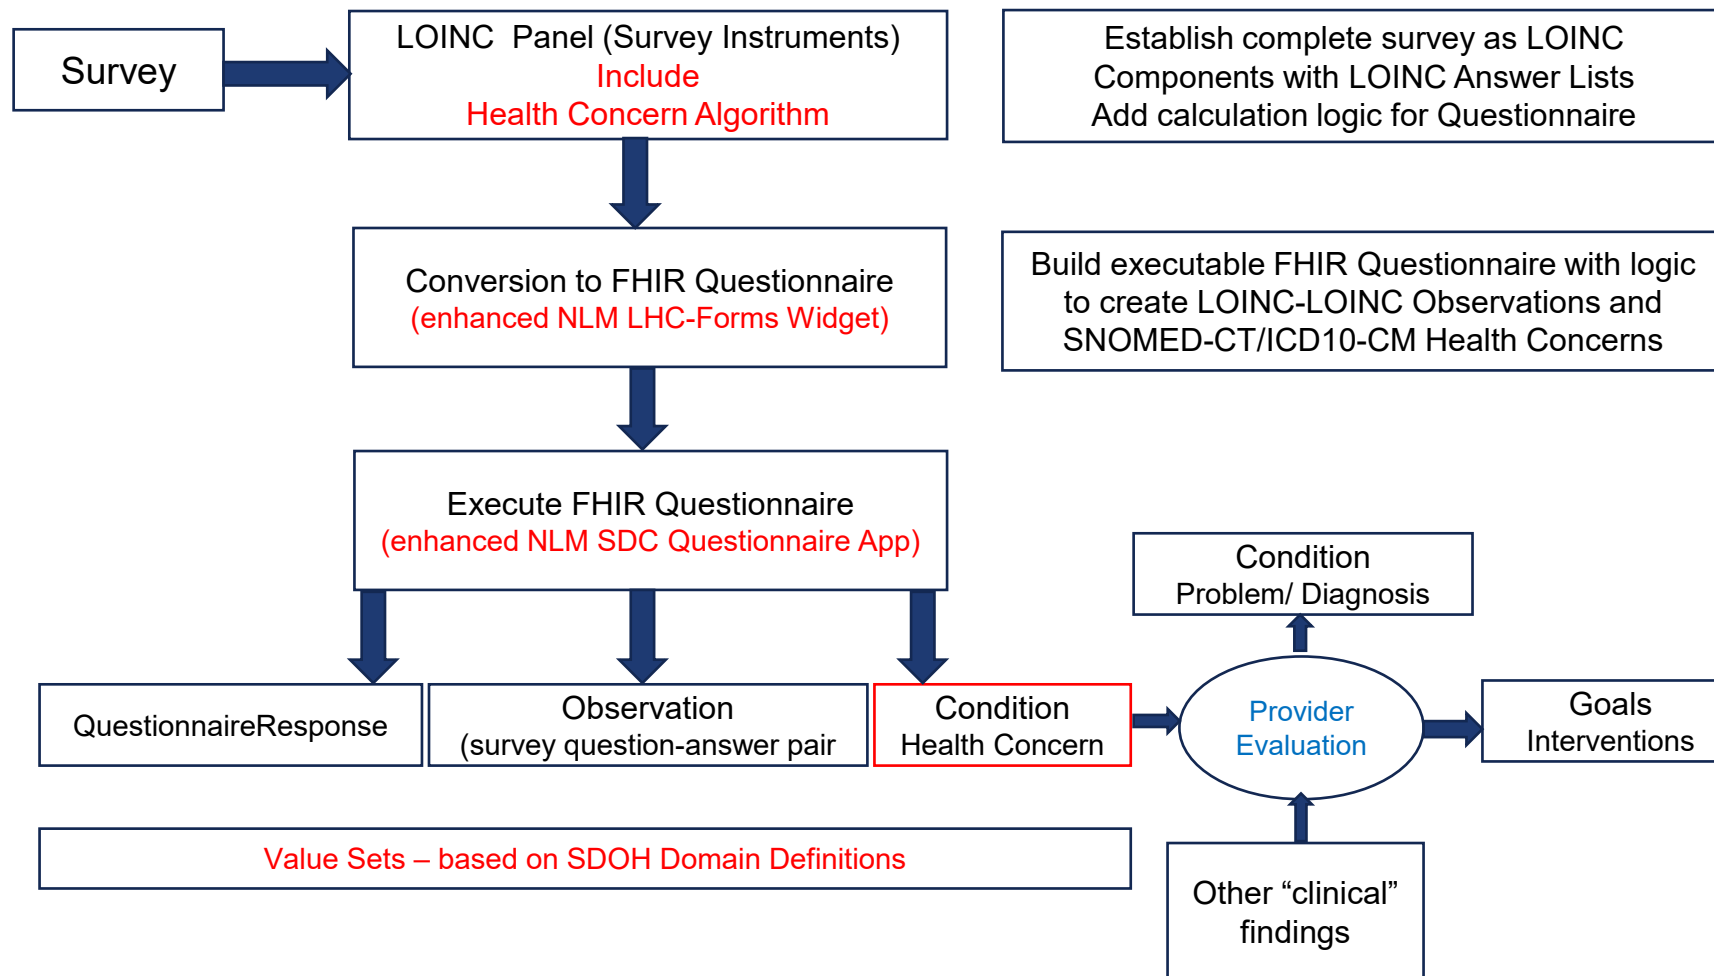 Survey
LOINC  Panel (Survey Instruments)
Include
Health Concern Algorithm
Establish complete survey as LOINC
Components with LOINC Answer Lists
Add calculation logic for Questionnaire
Conversion to FHIR Questionnaire
(enhanced NLM LHC-Forms Widget)
Build executable FHIR Questionnaire with logic
to create LOINC-LOINC Observations and
SNOMED-CT/ICD10-CM Health Concerns
Execute FHIR Questionnaire
(enhanced NLM SDC Questionnaire App)
Condition
Problem/ Diagnosis
QuestionnaireResponse
Observation
(survey question-answer pair
Condition
Health Concern
Provider
Evaluation
Goals
Interventions
Value Sets – based on SDOH Domain Definitions
Other “clinical”
findings